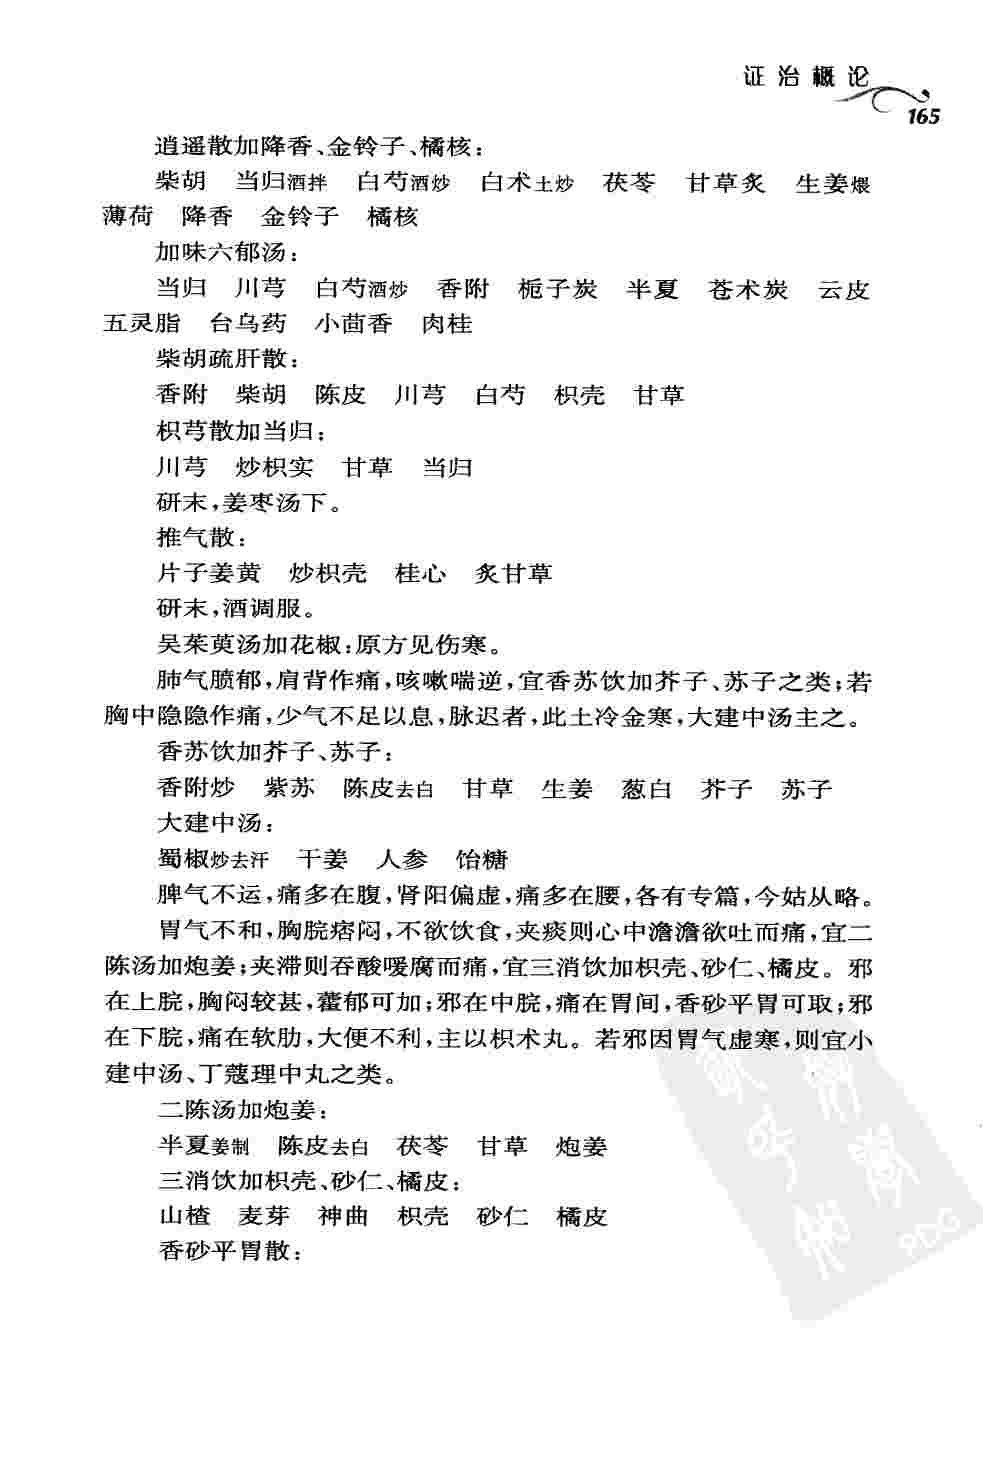 证治概论
165
逍遥散加降香、金铃子、橘核：
柴胡　当归酒拌　白芍酒炒　白术土炒　茯苓　甘草炙　生姜煨
薄荷　降香　金铃子　橘核
加味六郁汤：
当归　川芎　白芍酒炒　香附　栀子炭　半夏　苍术炭　云皮
五灵脂　台乌药　小茴香　肉桂
柴胡疏肝散：
香附　柴胡　陈皮　川芎　白芍　枳壳　甘草
枳芎散加当归：
川芎　炒枳实　甘草　当归
研末，姜枣汤下。
推气散：
片子姜黄　炒枳壳　桂心　炙甘草
研末，酒调服。
吴茱萸汤加花椒：原方见伤寒。
肺气膹郁，肩背作痛，咳嗽喘逆，宜香苏饮加芥子、苏子之类；若
胸中隐隐作痛，少气不足以息，脉迟者，此土冷金寒，大建中汤主之。
香苏饮加芥子、苏子：
香附炒　紫苏　陈皮去白　甘草　生姜　葱白　芥子　苏子
大建中汤：
蜀椒炒去汗　干姜　人参　饴糖
脾气不运，痛多在腹，肾阳偏虚，痛多在腰，各有专篇，今姑从略。
胃气不和，胸脘痞闷，不欲饮食，夹痰则心中澹澹欲吐而痛，宜二
陈汤加炮姜；夹滞则吞酸嗳腐而痛，宜三消饮加枳壳、砂仁、橘皮。邪
在上脘，胸闷较甚，藿郁可加；邪在中脘，痛在胃间，香砂平胃可取；邪
在下脘，痛在软肋，大便不利，主以枳术丸。若邪因胃气虚寒，则宜小
建中汤、丁蔻理中丸之类。
二陈汤加炮姜：
半夏姜制　陈皮去白　茯苓　甘草　炮姜
三消饮加枳壳、砂仁、橘皮：
山楂　麦芽　神曲　枳壳　砂仁　橘皮
香砂平胃散：
PDG